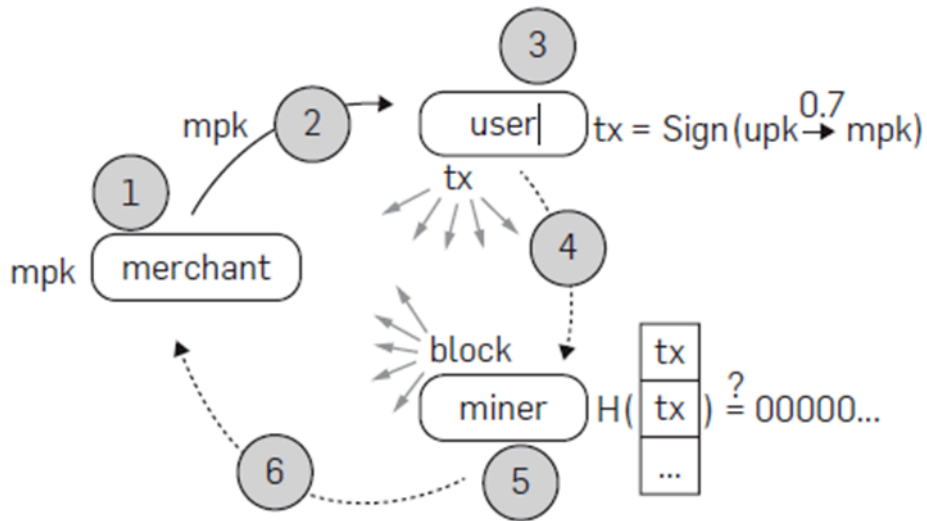 3
mpk 2
user tx = Sign(upk 0.7→ mpk)
tx
1
mpk merchant
4
block
tx
miner H( tx ) ?= 00000...
...
6
5